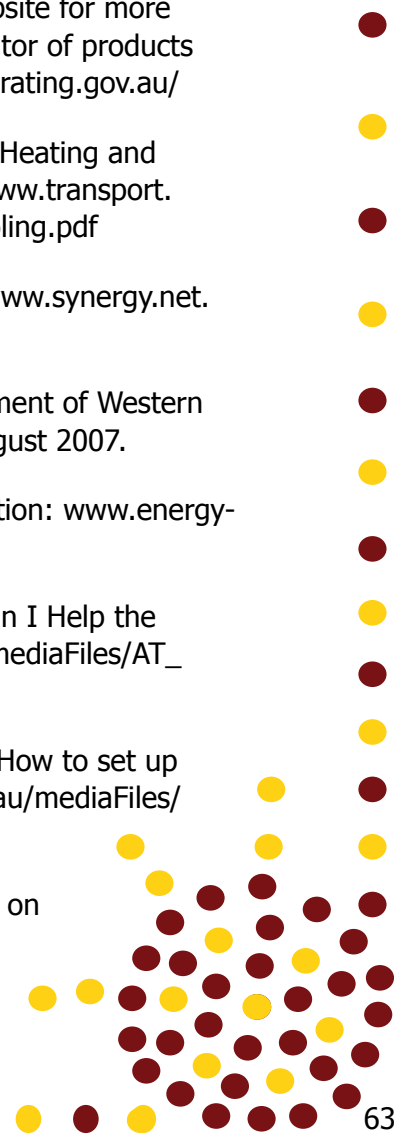 bsite for more
tor of products
rating.gov.au/
Heating and
ww.transport.
ling.pdf
ww.synergy.net.
ment of Western
gust 2007.
tion: www.energy-
n I Help the
mediaFiles/AT_
How to set up
au/mediaFiles/
on
63